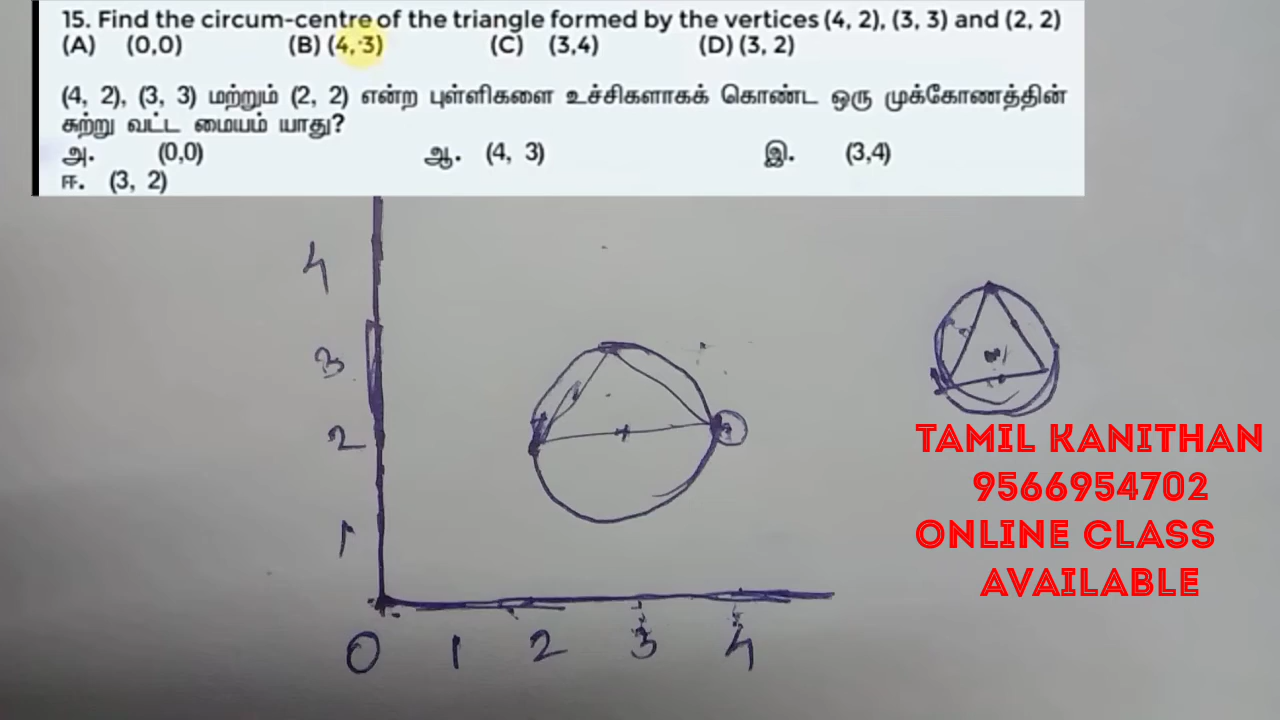 15. Find the circum-centre of the triangle formed by the vertices (4, 2), (3, 3) and (2, 2)
(A) (0,0) (B) (4, 3) (C) (3,4) (D) (3, 2)
(4, 2), (3, 3) மற்றும் (2, 2) என்ற புள்ளிகளை உச்சிகளாகக் கொண்ட ஒரு முக்கோணத்தின்
சுற்று வட்ட மையம் யாது?
அ. (0,0) ஆ. (4, 3) இ. (3,4)
ஈ. (3, 2)
4
3
2
1
0 1 2 3 4
TAMIL KANITHAN
9566954702
ONLINE CLASS
AVAILABLE